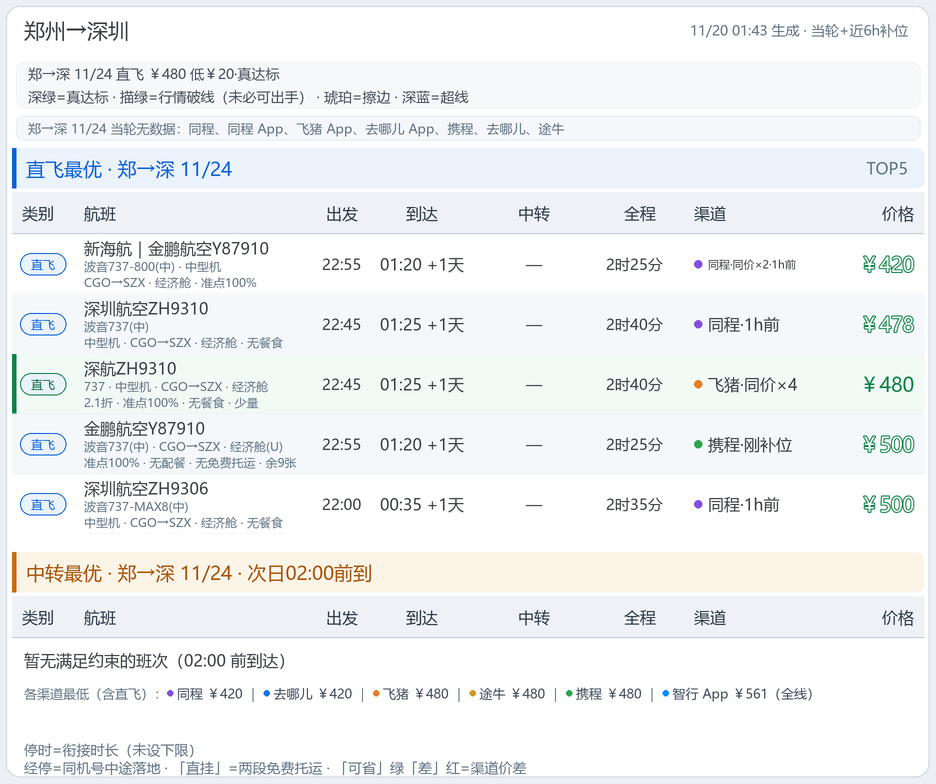 郑州→深圳
11/20 01:43 生成 · 当轮+近6h补位
郑→深 11/24 直飞 ¥480 低¥20·真达标
深绿=真达标 · 描绿=行情破线（未必可出手） · 琥珀=擦边 · 深蓝=超线
郑→深 11/24 当轮无数据：同程、同程 App、飞猪 App、去哪儿 App、携程、去哪儿、途牛
直飞最优 · 郑→深 11/24 TOP5
类别 航班 出发 到达 中转 全程 渠道 价格
新海航｜金鹏航空Y87910
直飞 波音737-800(中) · 中型机 22:55 01:20 +1天 — 2时25分 同程·同价×2·1h前 ¥420
CGO→SZX · 经济舱 · 准点100%
深圳航空ZH9310
直飞 波音737(中) 22:45 01:25 +1天 — 2时40分 同程·1h前 ¥478
中型机 · CGO→SZX · 经济舱 · 无餐食
深航ZH9310
直飞 737 · 中型机 · CGO→SZX · 经济舱 22:45 01:25 +1天 — 2时40分 飞猪·同价×4 ¥480
2.1折 · 准点100% · 无餐食 · 少量
金鹏航空Y87910
直飞 波音737(中) · CGO→SZX · 经济舱(U) 22:55 01:20 +1天 — 2时25分 携程·刚补位 ¥500
准点100% · 无配餐 · 无免费托运 · 余9张
深圳航空ZH9306
直飞 波音737-MAX8(中) 22:00 00:35 +1天 — 2时35分 同程·1h前 ¥500
中型机 · CGO→SZX · 经济舱 · 无餐食
中转最优 · 郑→深 11/24 · 次日02:00前到
类别 航班 出发 到达 中转 全程 渠道 价格
暂无满足约束的班次（02:00 前到达）
各渠道最低（含直飞）: 同程 ¥420 ｜ 去哪儿 ¥420 ｜ 飞猪 ¥480 ｜ 途牛 ¥480 ｜ 携程 ¥480 ｜ 智行 App ¥561（全线）
停时=衔接时长（未设下限）
经停=同机号中途落地 · 「直挂」=两段免费托运 · 「可省」绿「差」红=渠道价差